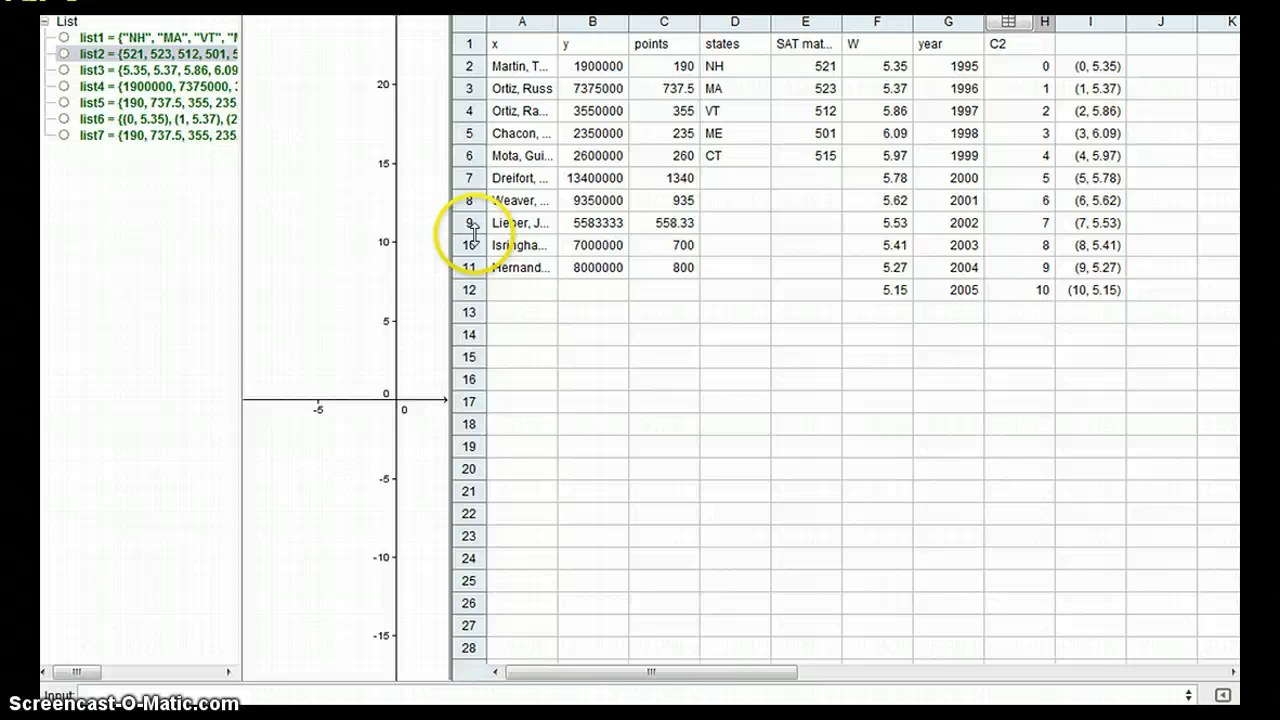 List
list1 = {"NH", "MA", "VT", "M
list2 = {521, 523, 512, 501, 5
list3 = {5.35, 5.37, 5.86, 6.09
list4 = {1900000, 7375000, 3
list5 = {190, 737.5, 355, 235
list6 = {(0, 5.35), (1, 5.37), (2
list7 = {190, 737.5, 355, 235
20
15
10
5
0
-5 0
-5
-10
-15
A B C D E F G H I J K
1 x y points states SAT mat... W year C2
2 Martin, T... 1900000 190 NH 521 5.35 1995 0 (0, 5.35)
3 Ortiz, Russ 7375000 737.5 MA 523 5.37 1996 1 (1, 5.37)
4 Ortiz, Ra... 3550000 355 VT 512 5.86 1997 2 (2, 5.86)
5 Chacon, ... 2350000 235 ME 501 6.09 1998 3 (3, 6.09)
6 Mota, Gui... 2600000 260 CT 515 5.97 1999 4 (4, 5.97)
7 Dreifort, ... 13400000 1340 5.78 2000 5 (5, 5.78)
8 Weaver, ... 9350000 935 5.62 2001 6 (6, 5.62)
9 Lieber, J... 5583333 558.33 5.53 2002 7 (7, 5.53)
10 Isringha... 7000000 700 5.41 2003 8 (8, 5.41)
11 Hernand... 8000000 800 5.27 2004 9 (9, 5.27)
12 5.15 2005 10 (10, 5.15)
13
14
15
16
17
18
19
20
21
22
23
24
25
26
27
28
Input:
Screencast-O-Matic.com